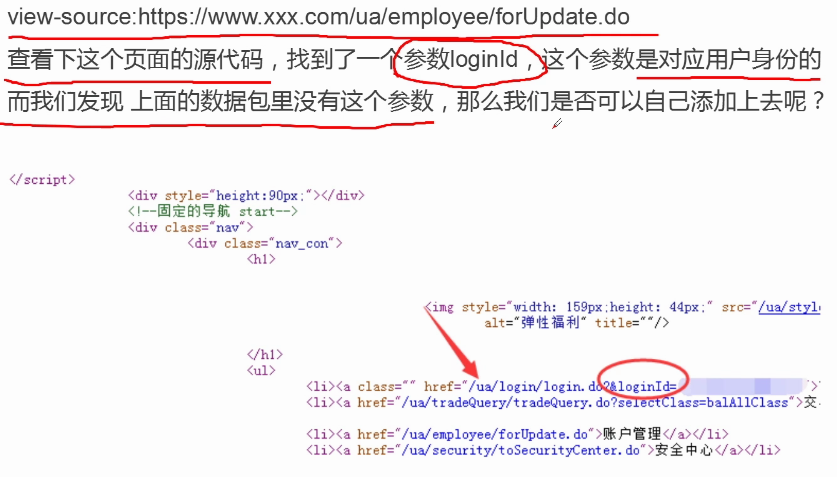 view-source:https://www.xxx.com/ua/employee/forUpdate.do
查看下这个页面的源代码，找到了一个参数loginId，这个参数是对应用户身份的
而我们发现 上面的数据包里没有这个参数，那么我们是否可以自己添加上去呢？
</script>
<div style="height:90px;"></div>
<!--固定的导航 start-->
<div class="nav">
<div class="nav_con">
<h1>
<img style="width: 159px;height: 44px;" src="/ua/styl
alt="弹性福利" title=""/>
</h1>
<ul>
<li><a class="" href="/ua/login/login.do?&loginId=
<li><a href="/ua/tradeQuery/tradeQuery.do?selectClass=balAllClass">交
<li><a href="/ua/employee/forUpdate.do">账户管理</a></li>
<li><a href="/ua/security/toSecurityCenter.do">安全中心</a></li>